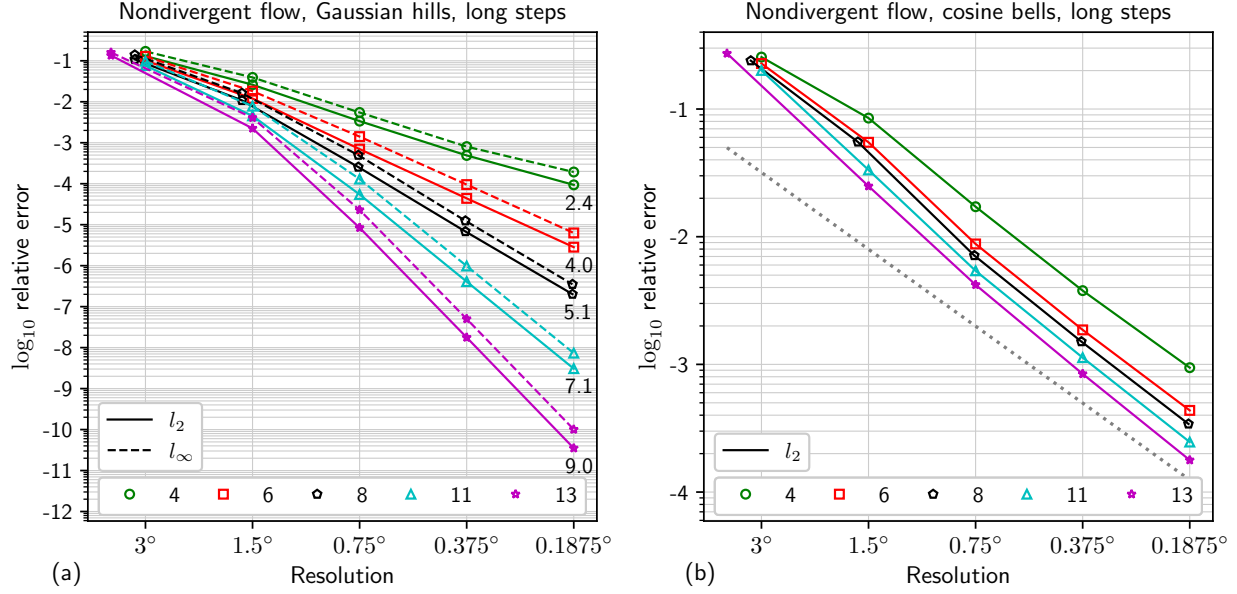 Nondivergent flow, Gaussian hills, long steps
log₁₀ relative error
-1
-2
-3
-4
-5
-6
-7
-8
-9
-10
-11
-12
2.4
4.0
5.1
7.1
9.0
l₂
l∞
4 6 8 11 13
3° 1.5° 0.75° 0.375° 0.1875°
(a) Resolution
Nondivergent flow, cosine bells, long steps
log₁₀ relative error
-1
-2
-3
-4
l₂
4 6 8 11 13
3° 1.5° 0.75° 0.375° 0.1875°
(b) Resolution